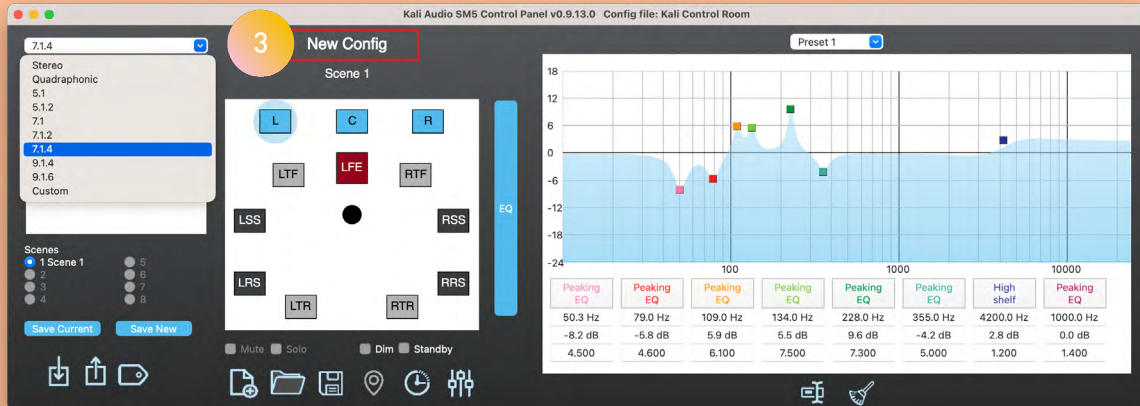 Kali Audio SM5 Control Panel v0.9.13.0 Config file: Kali Control Room
7.1.4
3
New Config
Scene 1
Preset 1
Stereo
Quadraphonic
5.1
5.1.2
7.1
7.1.2
7.1.4
9.1.4
9.1.6
Custom
L
C
R
LTF
LFE
RTF
LSS
RSS
LRS
RRS
LTR
RTR
EQ
18
12
6
0
-6
-12
-18
-24
100 1000 10000
Scenes
1 Scene 1 5
2 6
3 7
4 8
Save Current Save New
Mute Solo Dim Standby
Peaking EQ Peaking EQ Peaking EQ Peaking EQ Peaking EQ Peaking EQ High shelf Peaking EQ
50.3 Hz 79.0 Hz 109.0 Hz 134.0 Hz 228.0 Hz 355.0 Hz 4200.0 Hz 1000.0 Hz
-8.2 dB -5.8 dB 5.9 dB 5.5 dB 9.6 dB -4.2 dB 2.8 dB 0.0 dB
4.500 4.600 6.100 7.500 7.300 5.000 1.200 1.400